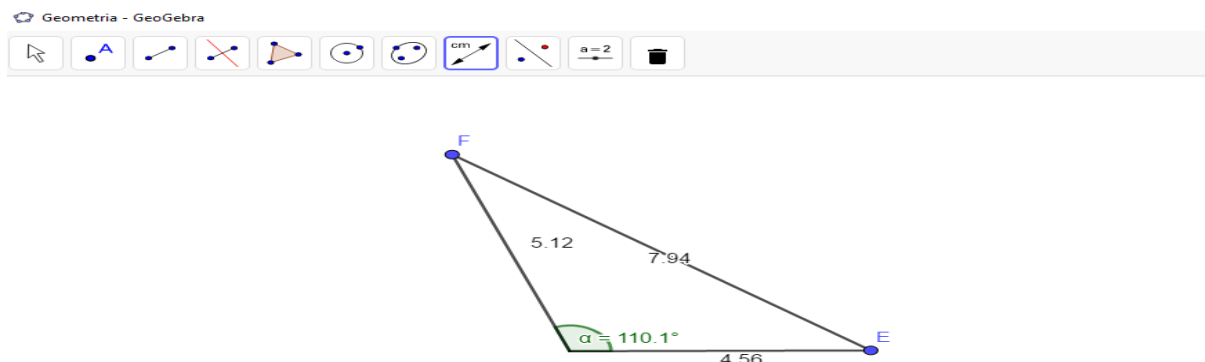 Geometria - GeoGebra
A
cm
a=2
F
5.12
7.94
α = 110.1°
E
4.56